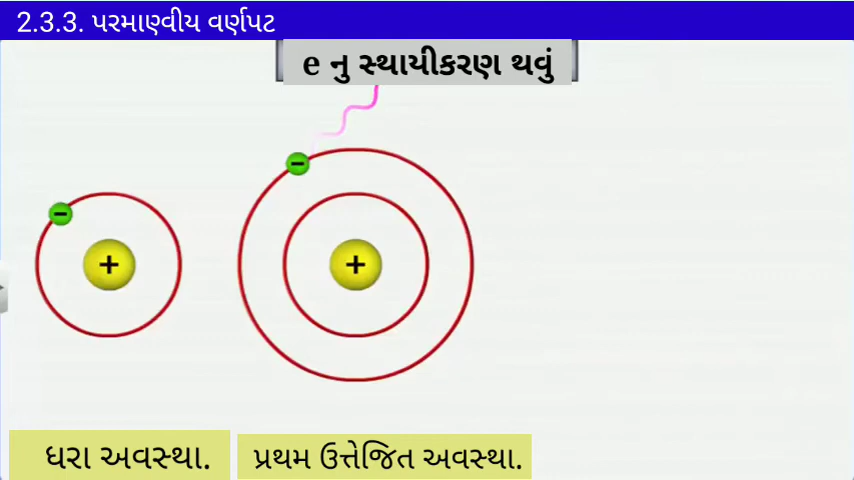 2.3.3. પરમાણ્વીય વર્ણપટ
e નુ સ્થાયીકરણ થવું
−
−
+
+
ધરા અવસ્થા.
પ્રથમ ઉત્તેજિત અવસ્થા.